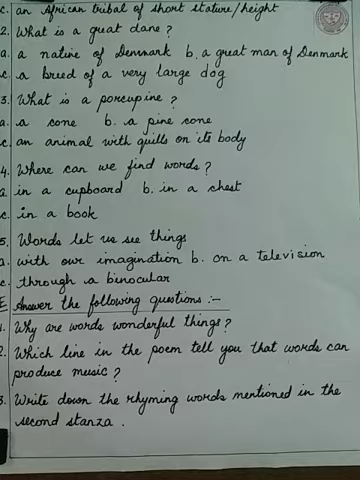 c. an African tribal of short stature/height
2. What is a great dane ?
a. a native of Denmark b. a great man of Denmark
c. a breed of a very large dog
3. What is a porcupine ?
a. a cone b. a pine cone
c. an animal with quills on its body
4. Where can we find words ?
a. in a cupboard b. in a chest
c. in a book
5. Words let us see things
a. with our imagination b. on a television
c. through a binocular
E Answer the following questions :-
1. Why are words wonderful things ?
2. Which line in the poem tell you that words can
produce music ?
3. Write down the rhyming words mentioned in the
second stanza .